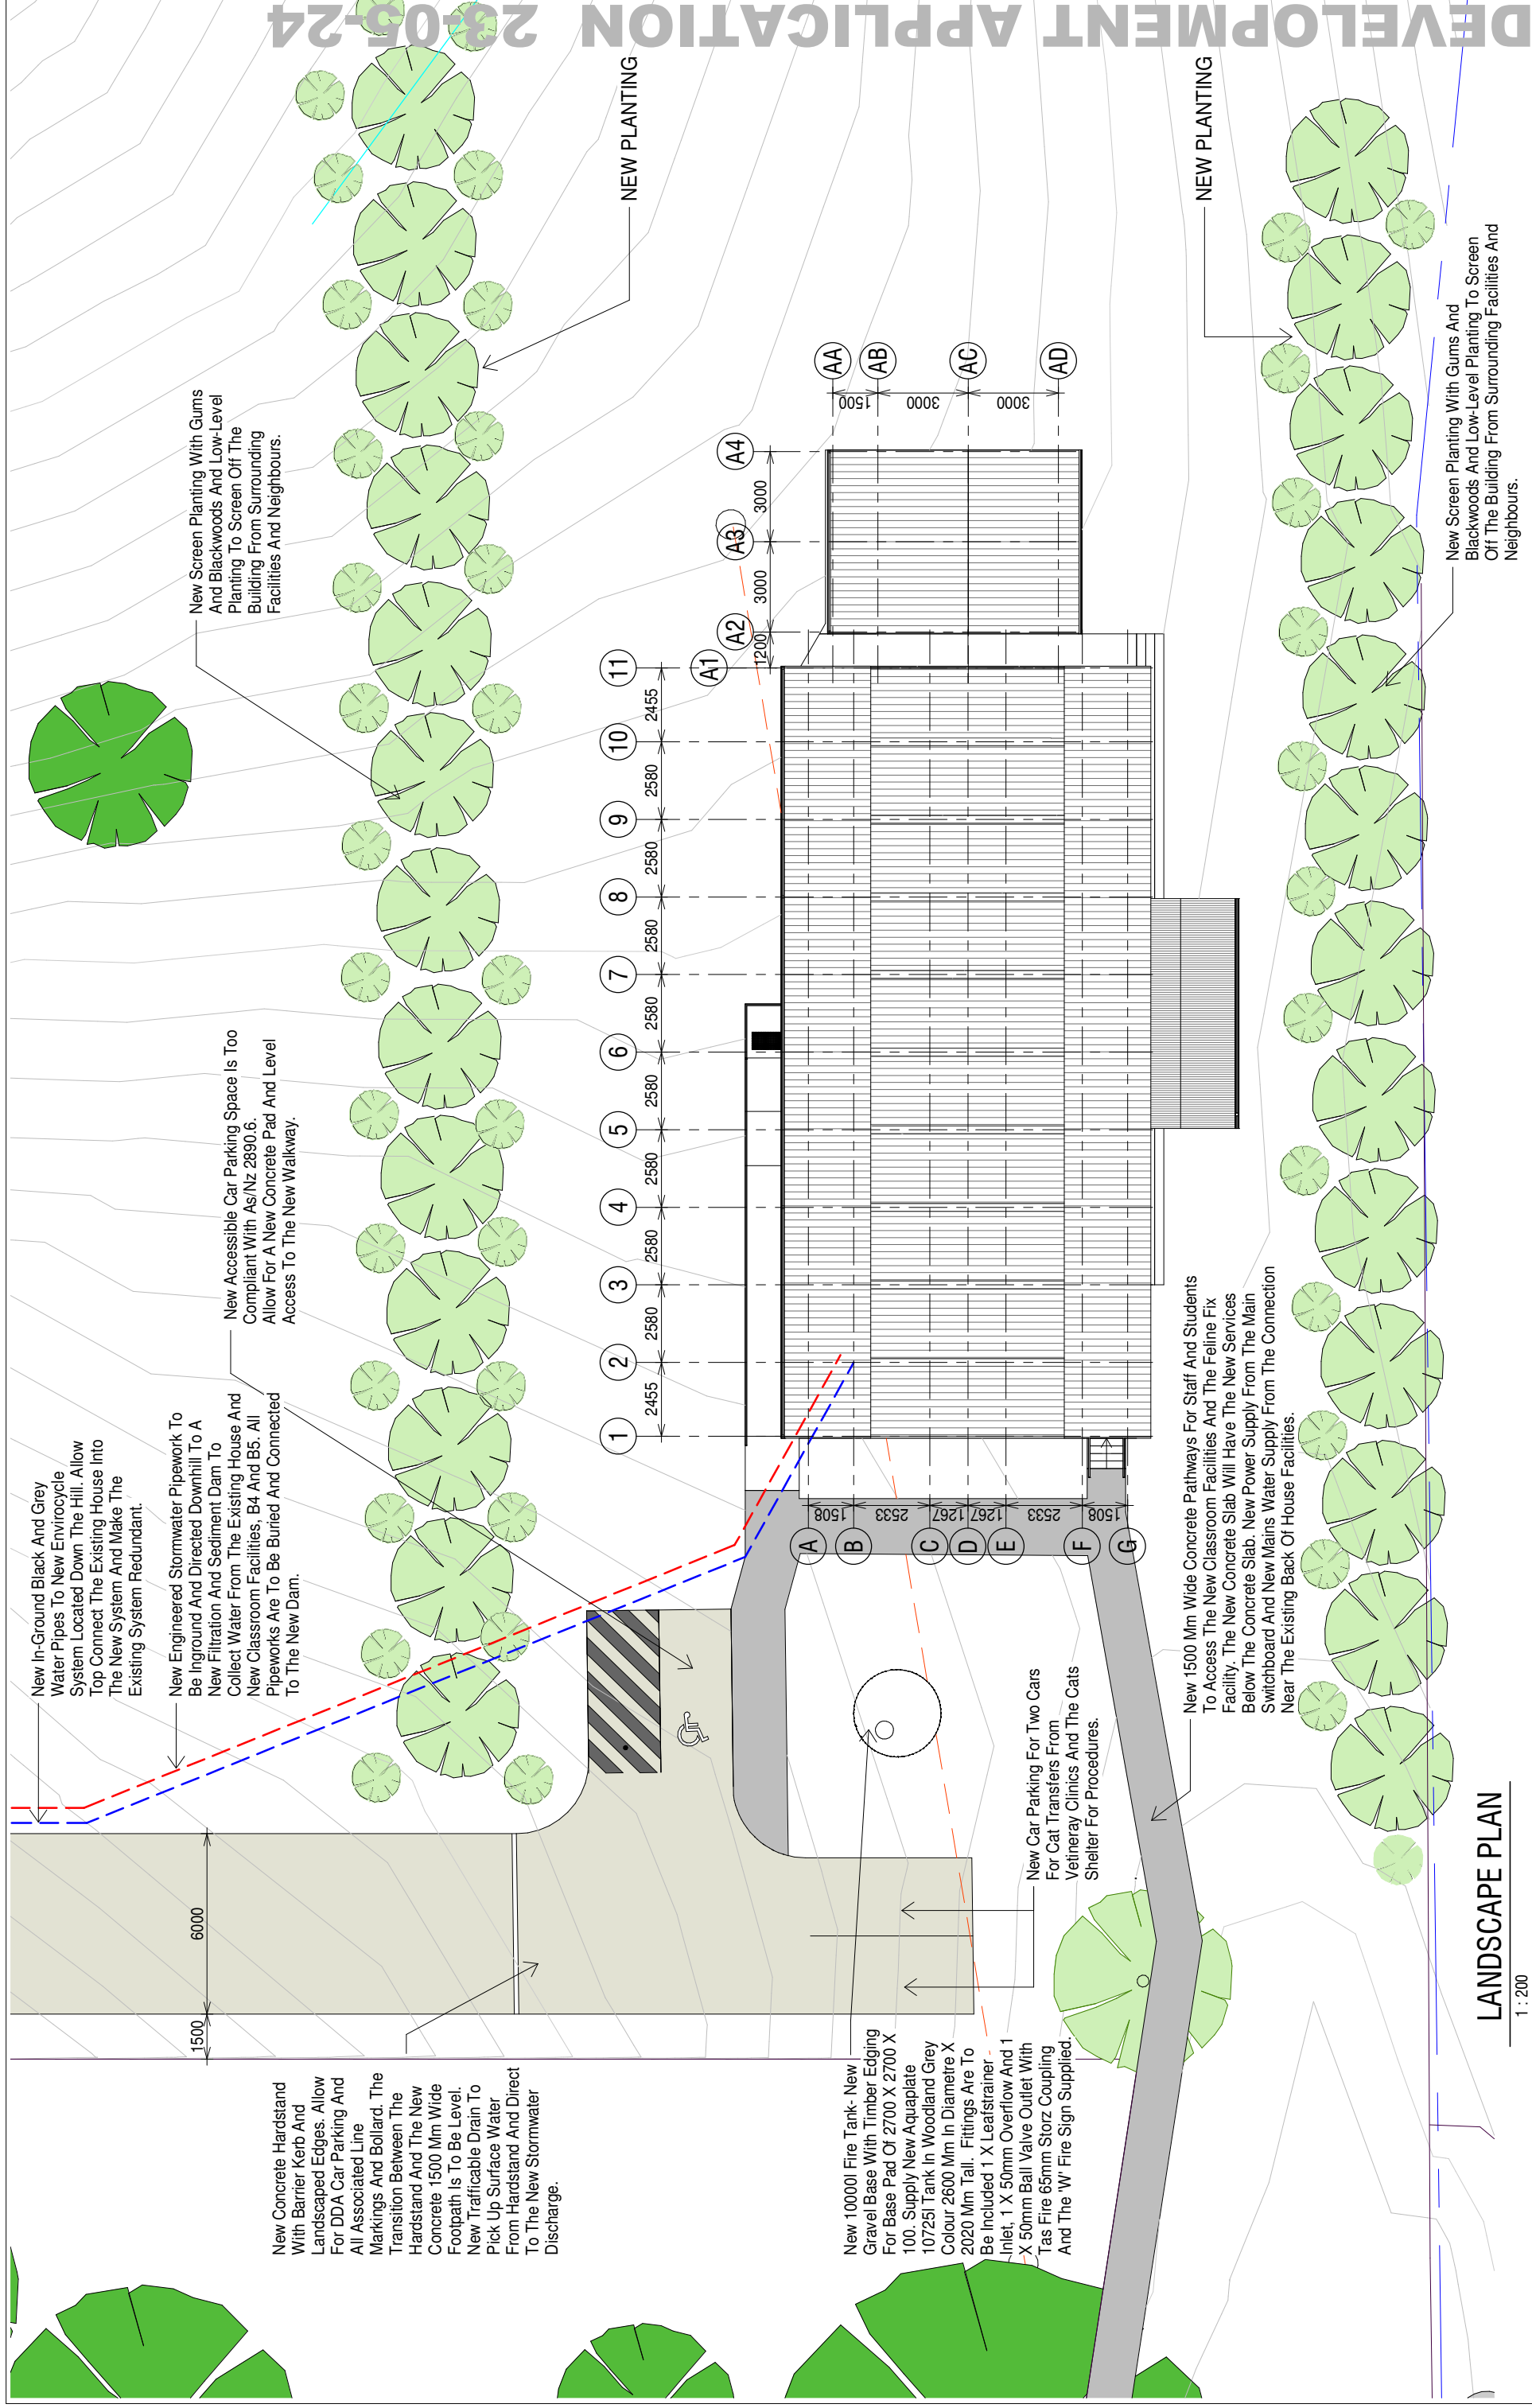 DEVELOPMENT APPLICATION 23-05-24
New In-Ground Black And Grey
Water Pipes To New Envirocycle
System Located Down The Hill. Allow
Top Connect The Existing House Into
The New System And Make The
Existing System Redundant.
New Engineered Stormwater Pipework To
Be Inground And Directed Downhill To A
New Filtration And Sediment Dam To
Collect Water From The Existing House And
New Classroom Facilities, B4 And B5. All
Pipeworks Are To Be Buried And Connected
To The New Dam.
New Accessible Car Parking Space Is Too
Compliant With As/Nz 2890.6.
Allow For A New Concrete Pad And Level
Access To The New Walkway.
New Screen Planting With Gums
And Blackwoods And Low-Level
Planting To Screen Off The
Building From Surrounding
Facilities And Neighbours.
NEW PLANTING
6000
1500
New Concrete Hardstand
With Barrier Kerb And
Landscaped Edges. Allow
For DDA Car Parking And
All Associated Line
Markings And Bollard. The
Transition Between The
Hardstand And The New
Concrete 1500 Mm Wide
Footpath Is To Be Level.
New Trafficable Drain To
Pick Up Surface Water
From Hardstand And Direct
To The New Stormwater
Discharge.
1
2
3
4
5
6
7
8
9
10
11
A1
A2
A3
A4
2455
2580
2580
2580
2580
2580
2580
2580
2580
2455
1200
3000
3000
AA
AB
AC
AD
1500
3000
3000
A
B
C
D
E
F
G
1508
2533
1267
1267
2533
1508
New 10000l Fire Tank- New
Gravel Base With Timber Edging
For Base Pad Of 2700 X 2700 X
100. Supply New Aquaplate
10725l Tank In Woodland Grey
Colour 2600 Mm In Diametre X
2020 Mm Tall.  Fittings Are To
Be Included 1 X Leafstrainer
Inlet, 1 X 50mm Overflow And 1
X 50mm Ball Valve Outlet With
Tas Fire 65mm Storz Coupling
And The 'W' Fire Sign Supplied.
New Car Parking For Two Cars
For Cat Transfers From
Vetineray Clinics And The Cats
Shelter For Procedures.
New 1500 Mm Wide Concrete Pathways For Staff And Students
To Access The New Classroom Facilities And The Feline Fix
Facility. The New Concrete Slab Will Have The New Services
Below The Concrete Slab. New Power Supply From The Main
Switchboard And New Mains Water Supply From The Connection
Near The Existing Back Of House Facilities.
NEW PLANTING
New Screen Planting With Gums And
Blackwoods And Low-Level Planting To Screen
Off The Building From Surrounding Facilities And
Neighbours.
LANDSCAPE PLAN
1 : 200